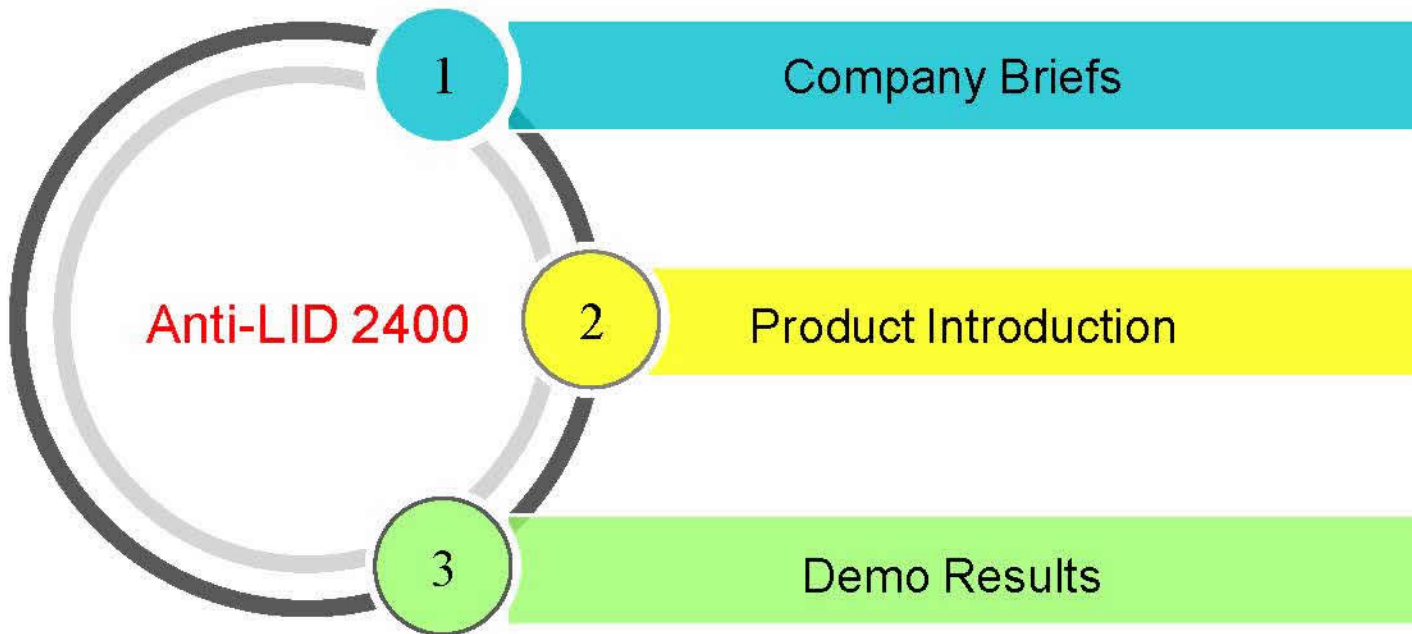 1
Company Briefs
Anti-LID 2400
2
Product Introduction
3
Demo Results